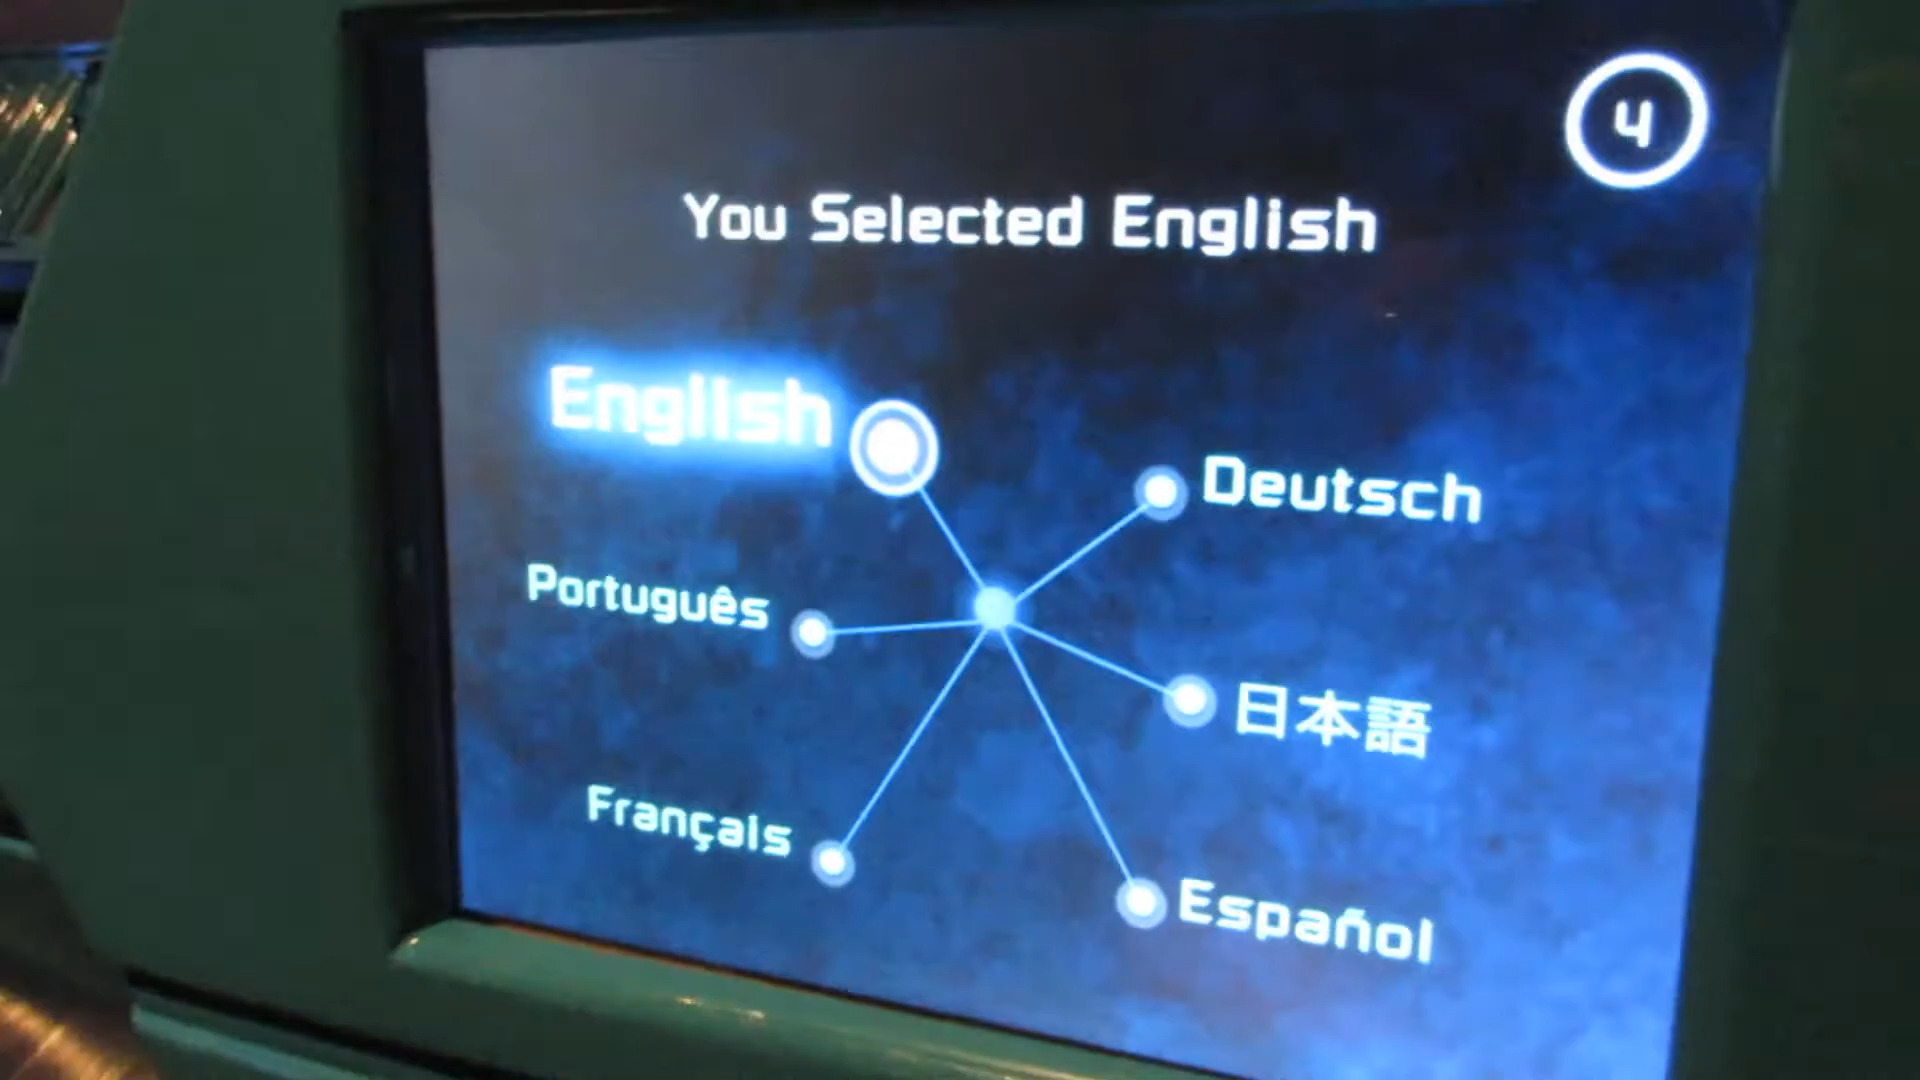 4
You Selected English
English
Deutsch
Português
日本語
Français
Español